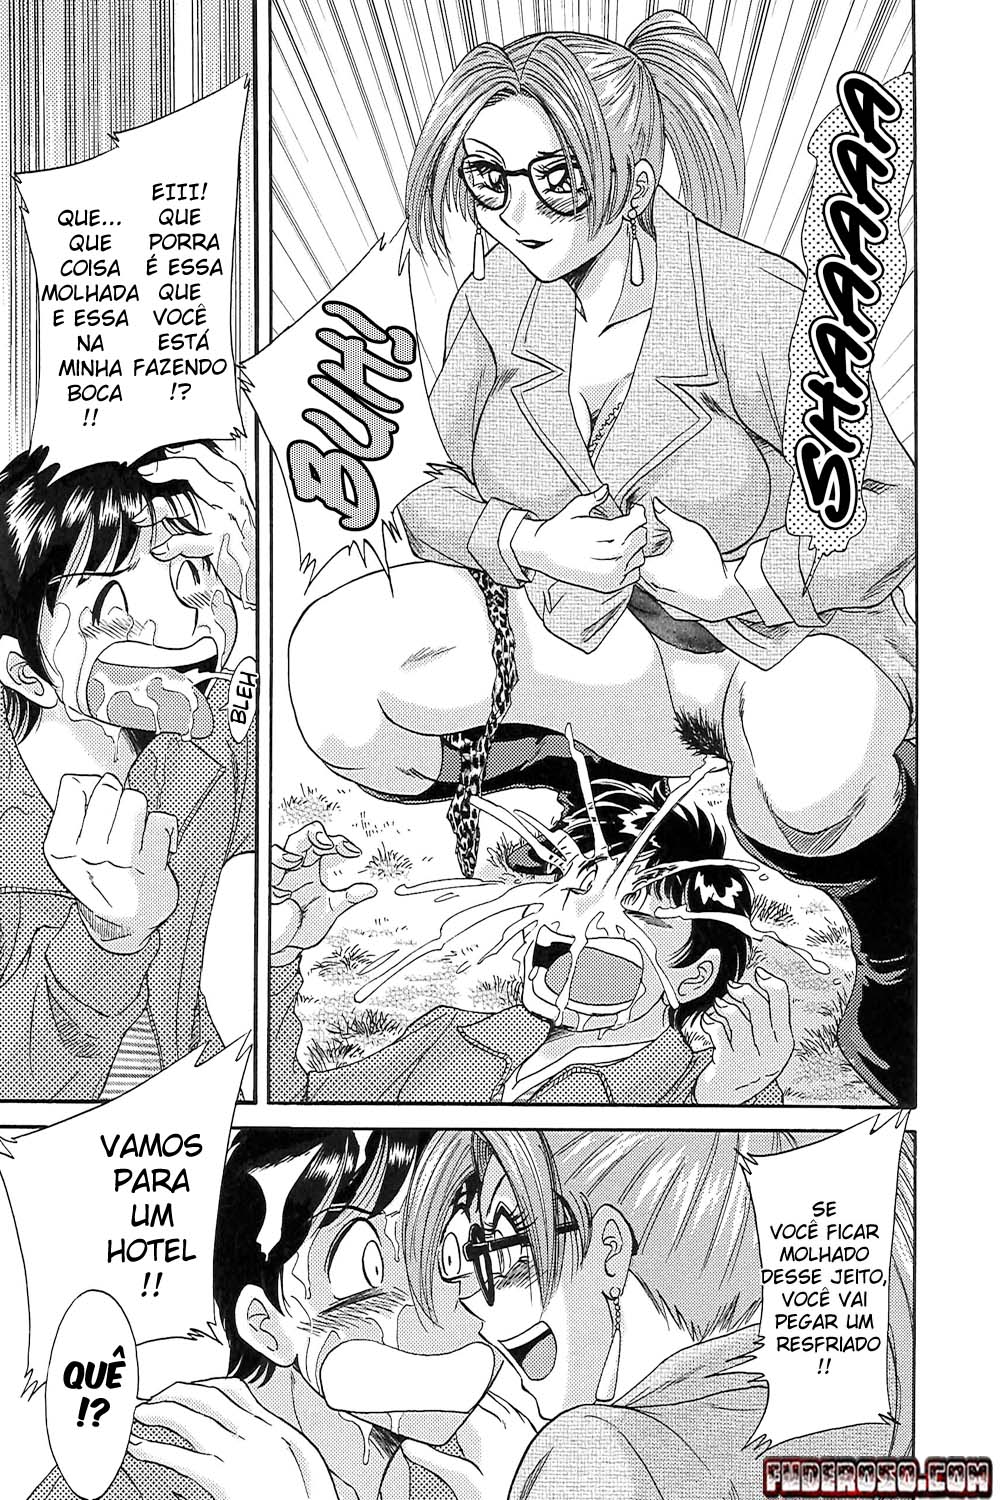 SHAAAAAA
BUH!
EIII!
QUE
PORRA
É ESSA
QUE
VOCÊ
ESTÁ
FAZENDO
!?
QUE...
QUE
COISA
MOLHADA
E ESSA
NA
MINHA
BOCA
!!
BLEH
SE
VOCÊ FICAR
MOLHADO
DESSE JEITO,
VOCÊ VAI
PEGAR UM
RESFRIADO
!!
VAMOS
PARA
UM
HOTEL
!!
QUÊ
!?
FUDEROSO.COM